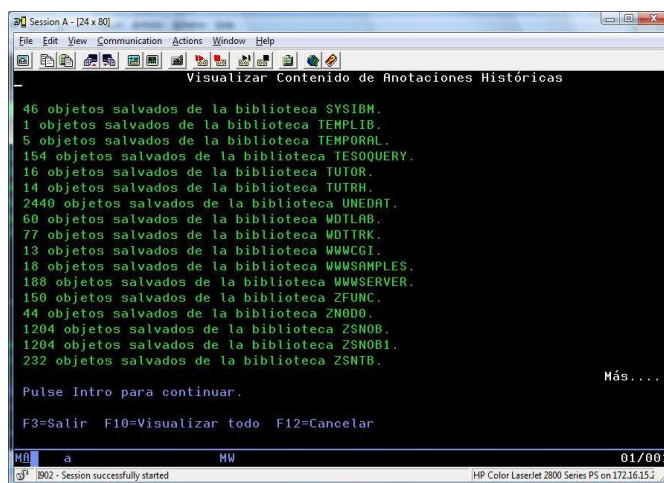 Session A - [24 x 80]
File Edit View Communication Actions Window Help
Visualizar Contenido de Anotaciones Históricas
46 objetos salvados de la biblioteca SYSIBM.
1 objetos salvados de la biblioteca TEMPLIB.
5 objetos salvados de la biblioteca TEMPORAL.
154 objetos salvados de la biblioteca TESOQUERY.
16 objetos salvados de la biblioteca TUTOR.
14 objetos salvados de la biblioteca TUTRH.
2440 objetos salvados de la biblioteca UNEDAT.
60 objetos salvados de la biblioteca WDTLAB.
77 objetos salvados de la biblioteca WDTTRK.
13 objetos salvados de la biblioteca WWWCGI.
18 objetos salvados de la biblioteca WWWSAMPLES.
188 objetos salvados de la biblioteca WWWSERVER.
150 objetos salvados de la biblioteca ZFUNC.
44 objetos salvados de la biblioteca ZNODO.
1204 objetos salvados de la biblioteca ZSNOB.
1204 objetos salvados de la biblioteca ZSNOB1.
232 objetos salvados de la biblioteca ZSNTB.
Más....
Pulse Intro para continuar.
F3=Salir F10=Visualizar todo F12=Cancelar
MA a MW 01/00
I902 - Session successfully started HP Color LaserJet 2800 Series PS on 172.16.15.2